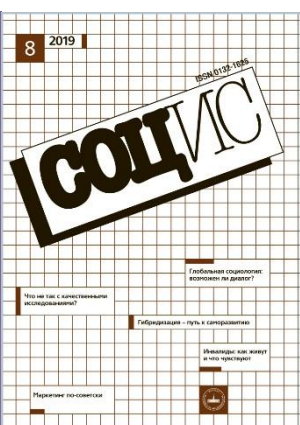 8
2019
ISSN 0132-1625
СОЦИС
Глобальная социология:
возможен ли диалог?
Что не так с качественными
исследованиями?
Гибредизация – путь к саморазвитию
Инвалиды: как живут
и что чувствуют
Маркетинг по-советски